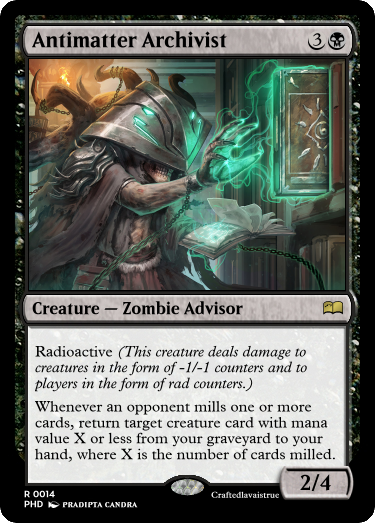 Antimatter Archivist 3
Creature — Zombie Advisor
Radioactive (This creature deals damage to
creatures in the form of -1/-1 counters and to
players in the form of rad counters.)
Whenever an opponent mills one or more
cards, return target creature card with mana
value X or less from your graveyard to your
hand, where X is the number of cards milled.
2/4
R 0014
PHD PRADIPTA CANDRA
Craftedlavaistrue